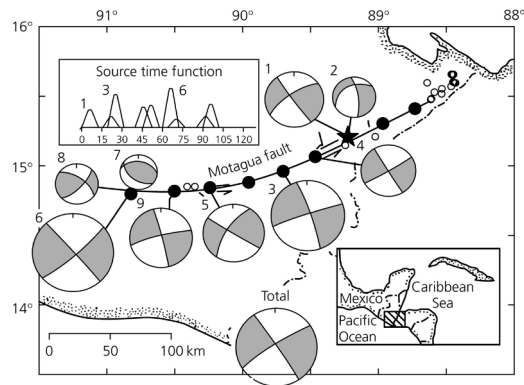 91° 90° 89° 88°
16°
Source time function
1 3 6
0 15 30 45 60 75 90 105 120
1 2
Motagua fault
4
15°
8 7
6 9 5 3
14°
Total
0 50 100 km
Mexico
Caribbean
Sea
Pacific
Ocean